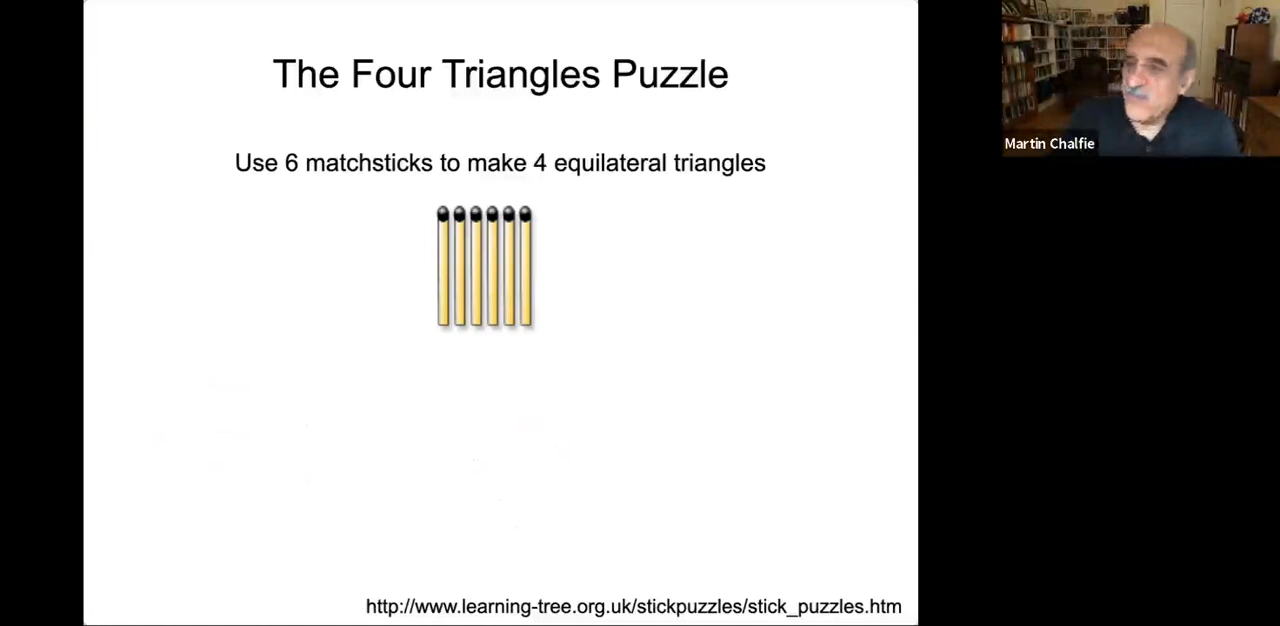 The Four Triangles Puzzle
Use 6 matchsticks to make 4 equilateral triangles
Martin Chalfie
http://www.learning-tree.org.uk/stickpuzzles/stick_puzzles.htm